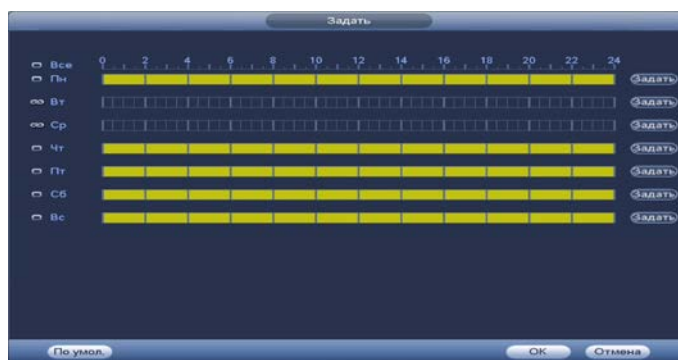 Задать
Все 0 2 4 6 8 10 12 14 16 18 20 22 24
Пн Задать
Вт Задать
Ср Задать
Чт Задать
Пт Задать
Сб Задать
Вс Задать
По умол. OK Отмена